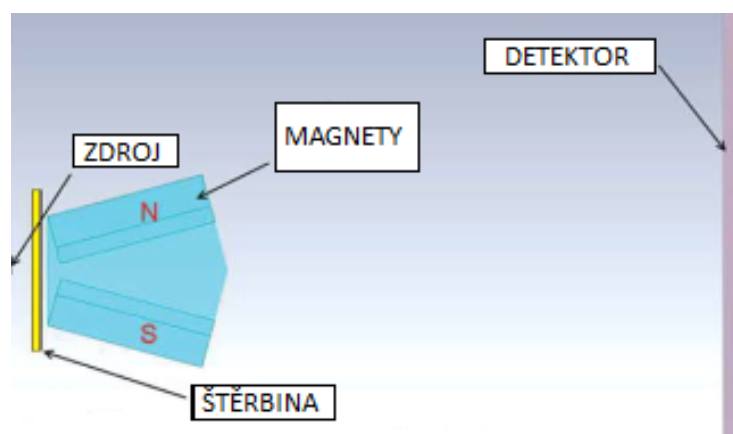 DETEKTOR
MAGNETY
ZDROJ
N
S
ŠTĚRBINA